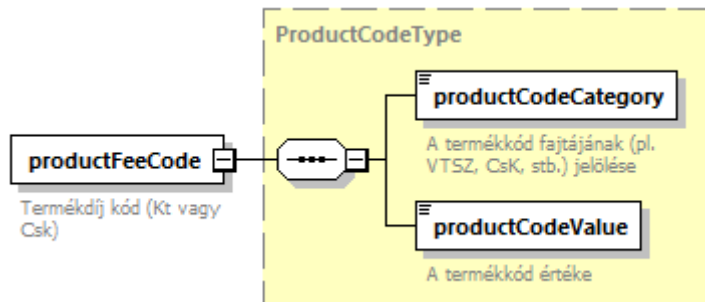 ProductCodeType
productCodeCategory
A termékkód fajtájának (pl.
VTSZ, CsK, stb.) jelölése
productFeeCode
Termékdíj kód (Kt vagy
Csk)
productCodeValue
A termékkód értéke